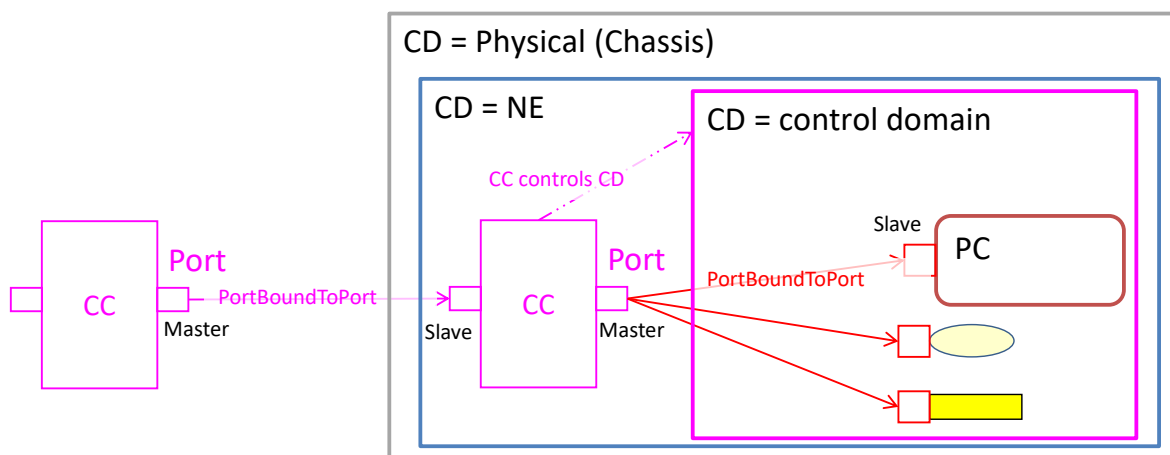 CD = Physical (Chassis)
CD = NE
CD = control domain
CC controls CD
Slave
PC
Port
Port
PortBoundToPort
PortBoundToPort
CC
CC
Master
Slave
Master